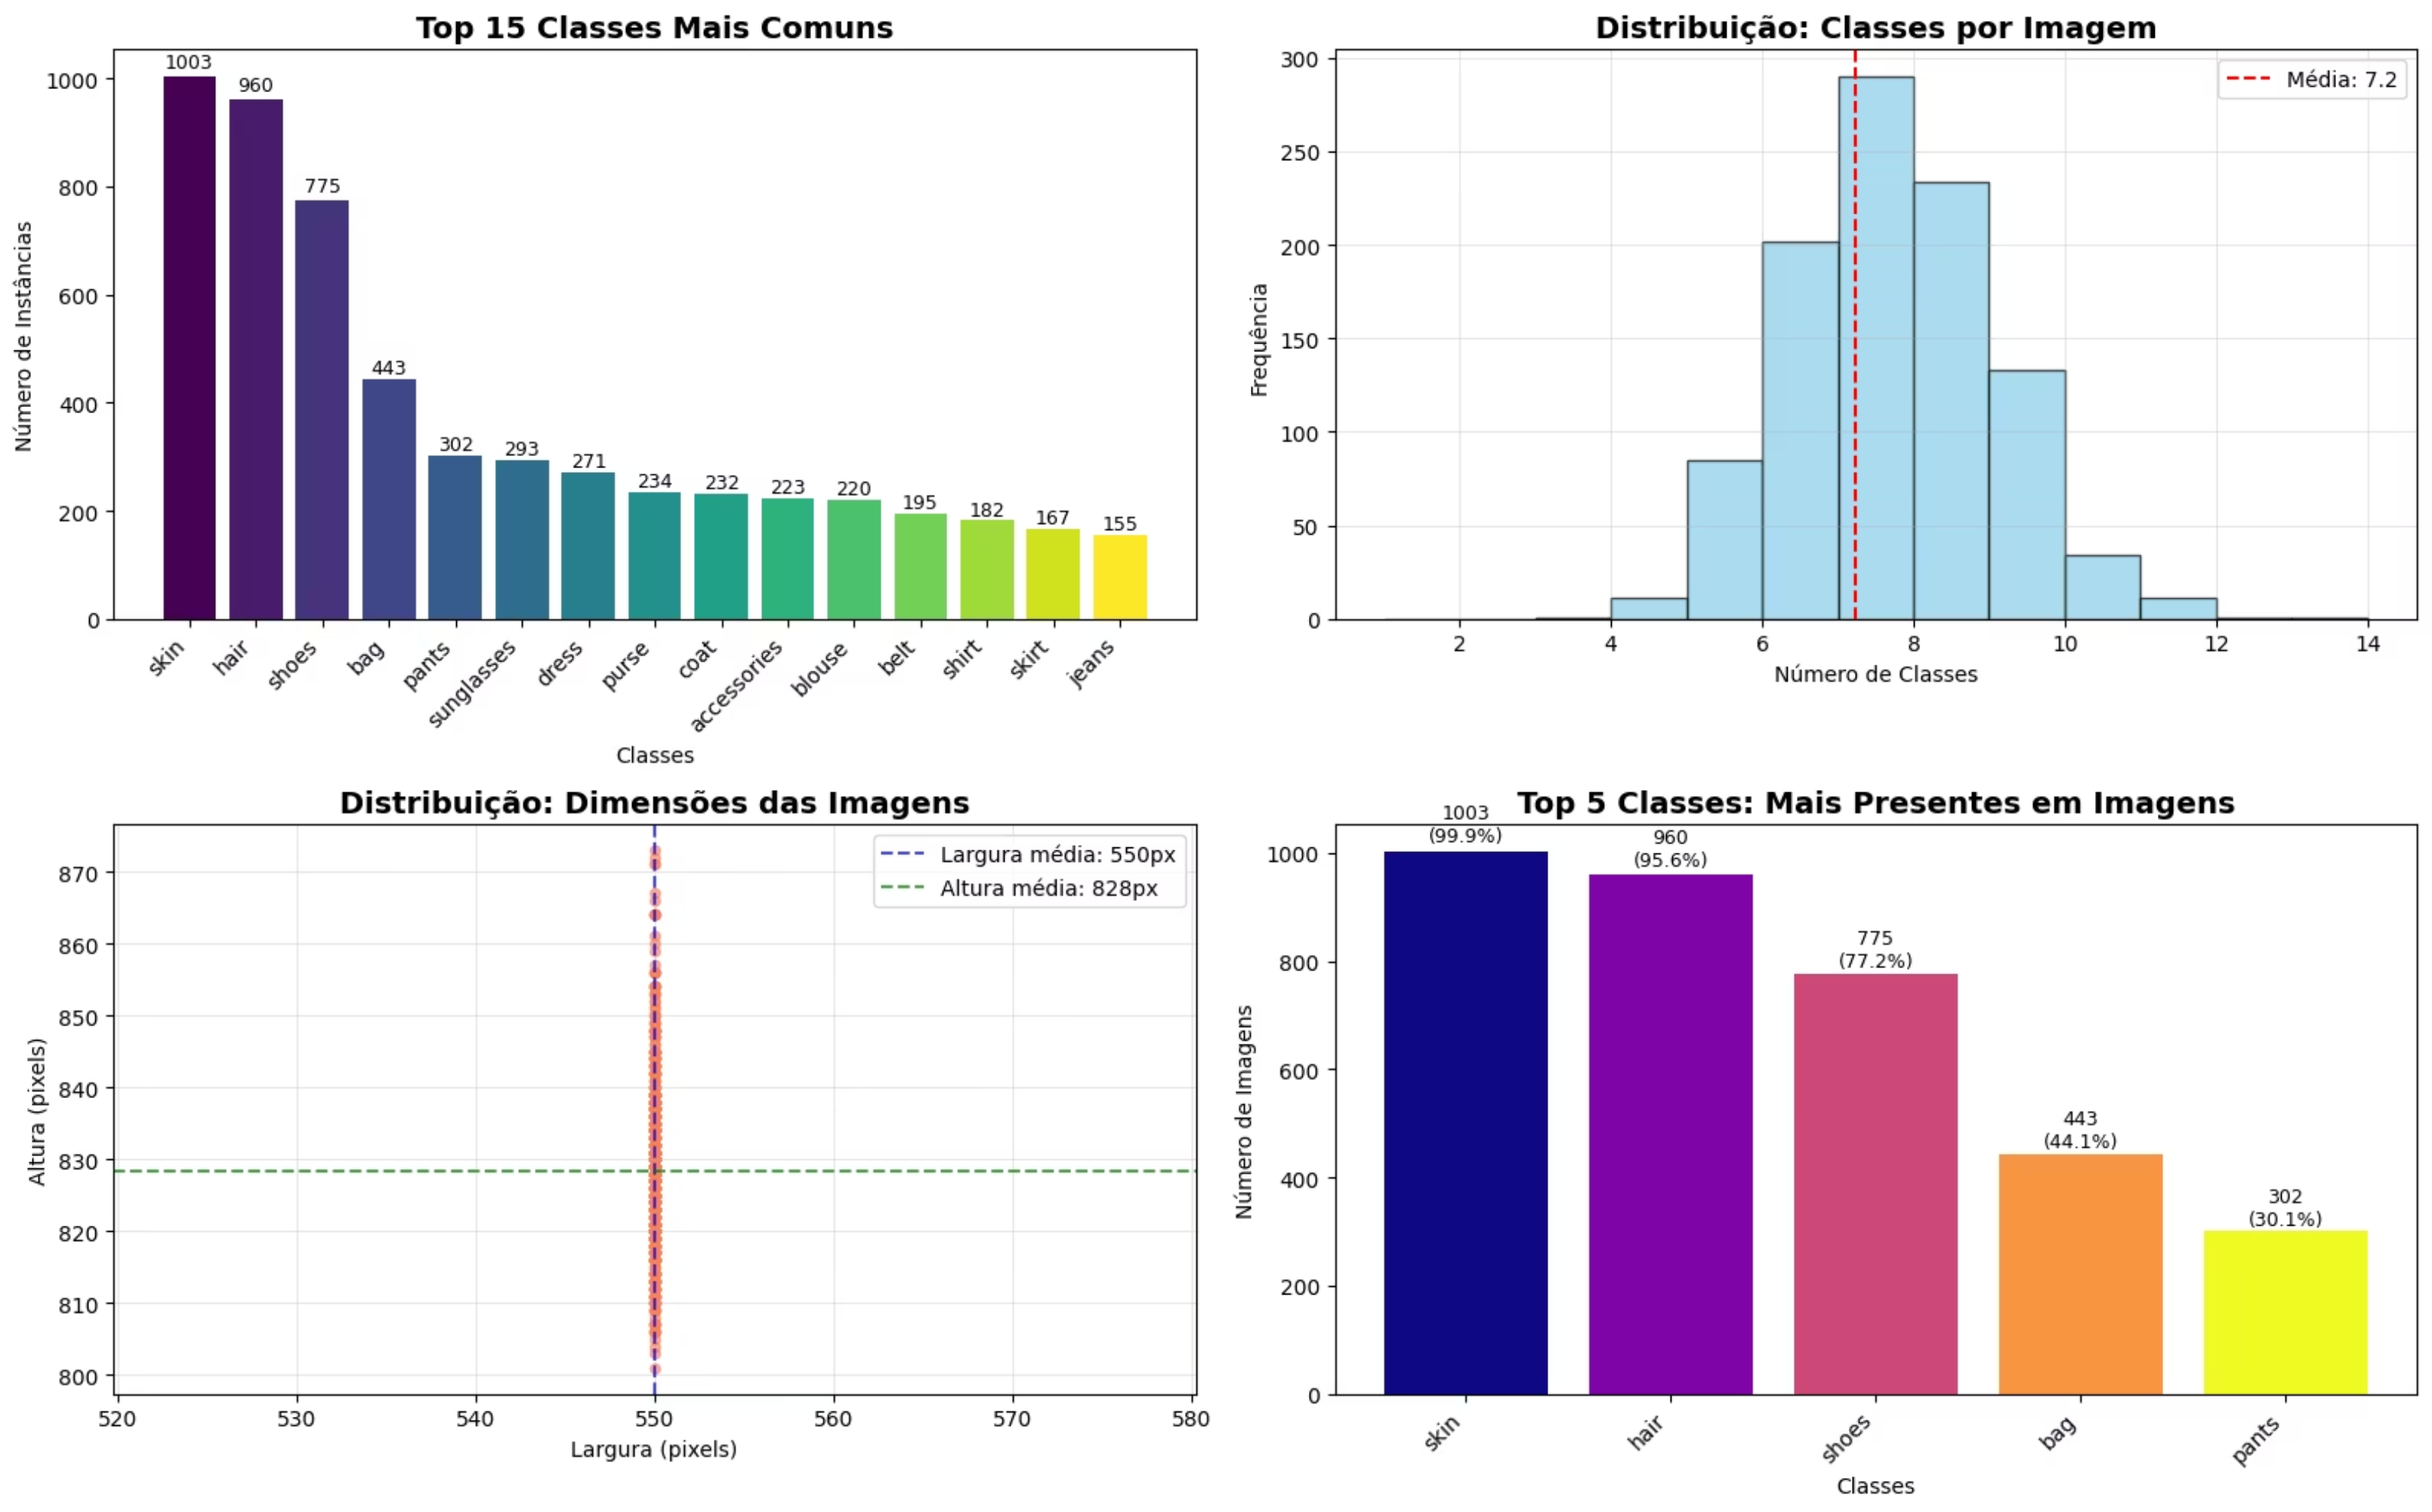 Top 15 Classes Mais Comuns
1003
960
775
443
302
293
271
234
232
223
220
195
182
167
155
1000
800
600
400
200
0
Número de Instâncias
skin
hair
shoes
bag
pants
sunglasses
dress
purse
coat
accessories
blouse
belt
shirt
skirt
jeans
Classes
Distribuição: Classes por Imagem
Média: 7.2
300
250
200
150
100
50
0
Frequência
2
4
6
8
10
12
14
Número de Classes
Distribuição: Dimensões das Imagens
Largura média: 550px
Altura média: 828px
870
860
850
840
830
820
810
800
Altura (pixels)
520
530
540
550
560
570
580
Largura (pixels)
Top 5 Classes: Mais Presentes em Imagens
1003
(99.9%)
960
(95.6%)
775
(77.2%)
443
(44.1%)
302
(30.1%)
1000
800
600
400
200
0
Número de Imagens
skin
hair
shoes
bag
pants
Classes